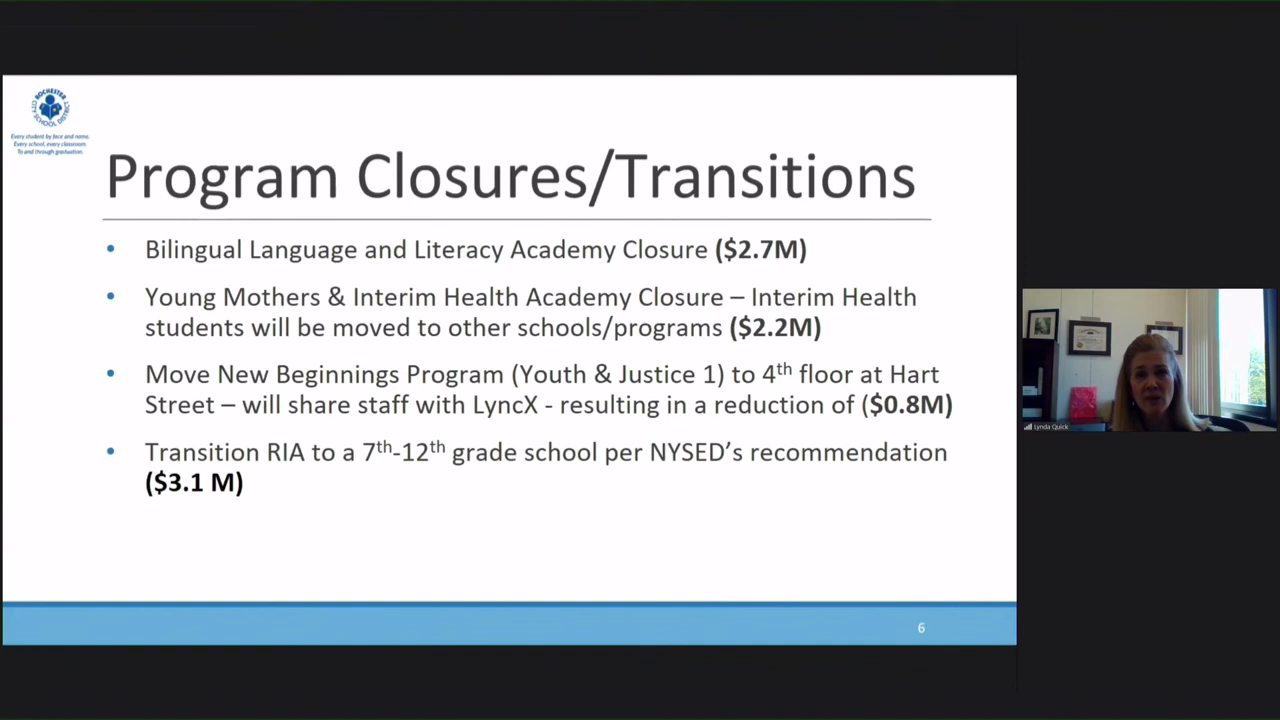 ROCHESTER
CITY SCHOOL DISTRICT
Every student by face and name.
Every school, every classroom.
To and through graduation.
Program Closures/Transitions
• Bilingual Language and Literacy Academy Closure ($2.7M)
• Young Mothers & Interim Health Academy Closure – Interim Health
students will be moved to other schools/programs ($2.2M)
• Move New Beginnings Program (Youth & Justice 1) to 4th floor at Hart
Street – will share staff with LyncX - resulting in a reduction of ($0.8M)
• Transition RIA to a 7th-12th grade school per NYSED’s recommendation
($3.1 M)
6
Lynda Quick